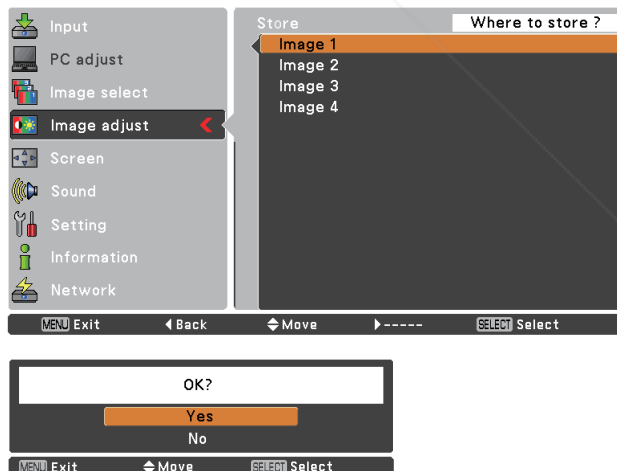 Input
PC adjust
Image select
Image adjust
Screen
Sound
Setting
Information
Network
Store Where to store ?
Image 1
Image 2
Image 3
Image 4
MENU Exit Back Move ----- SELECT Select
OK?
Yes
No
MENU Exit Move SELECT Select